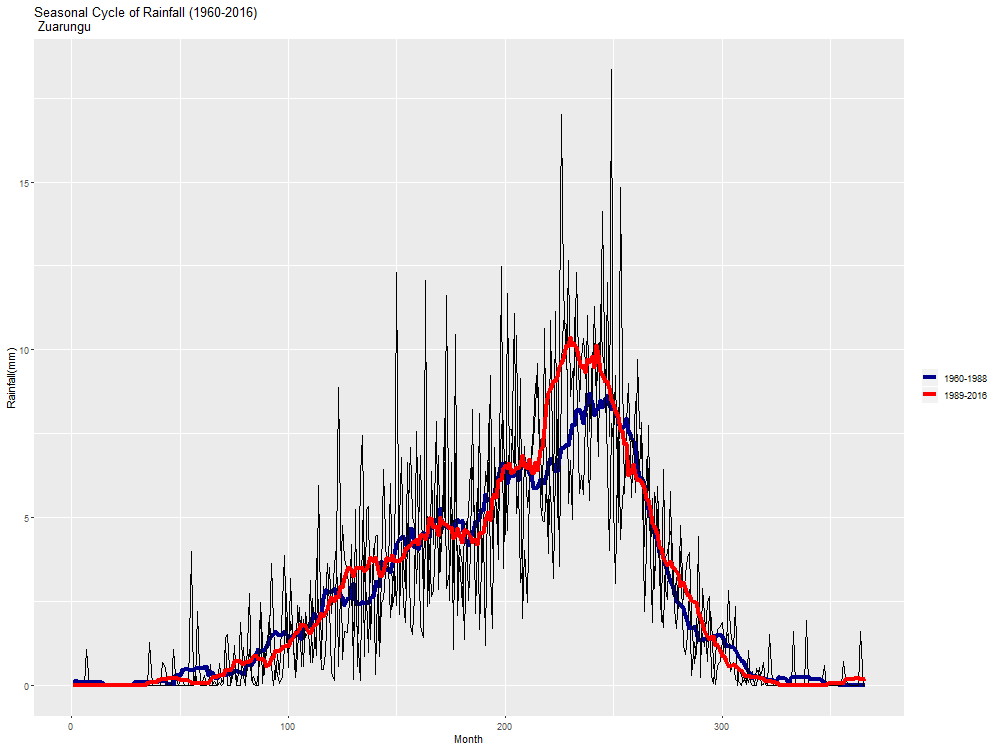 Seasonal Cycle of Rainfall (1960-2016)
Zuarungu
15
10
5
0
Rainfall(mm)
0 100 200 300
Month
1960-1988
1989-2016